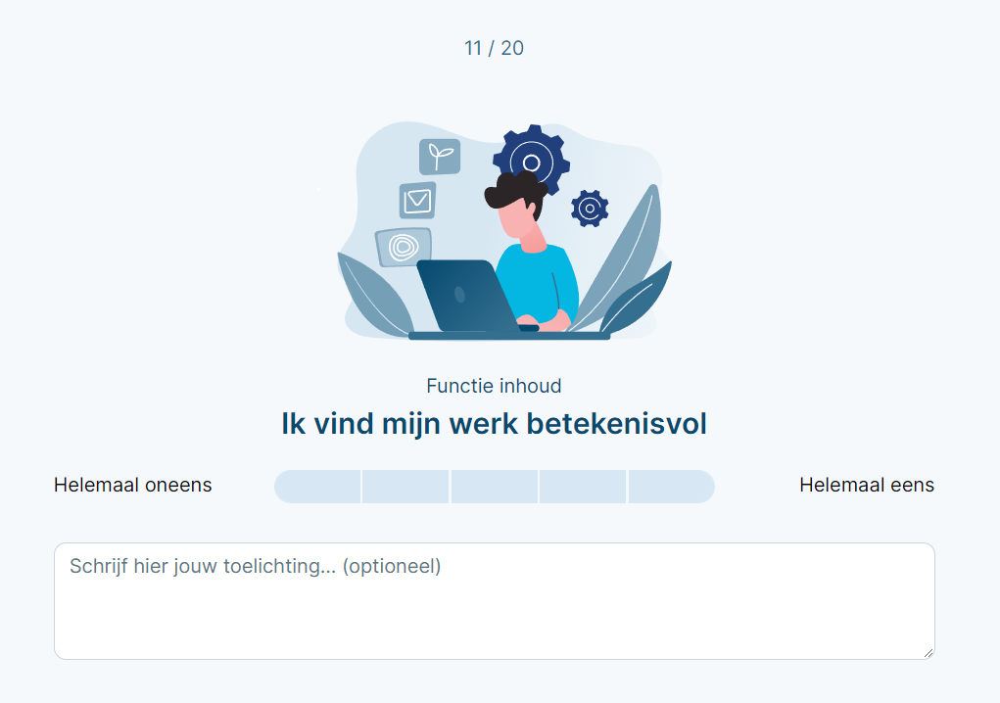 11 / 20
Functie inhoud
Ik vind mijn werk betekenisvol
Helemaal oneens
Helemaal eens
Schrijf hier jouw toelichting... (optioneel)